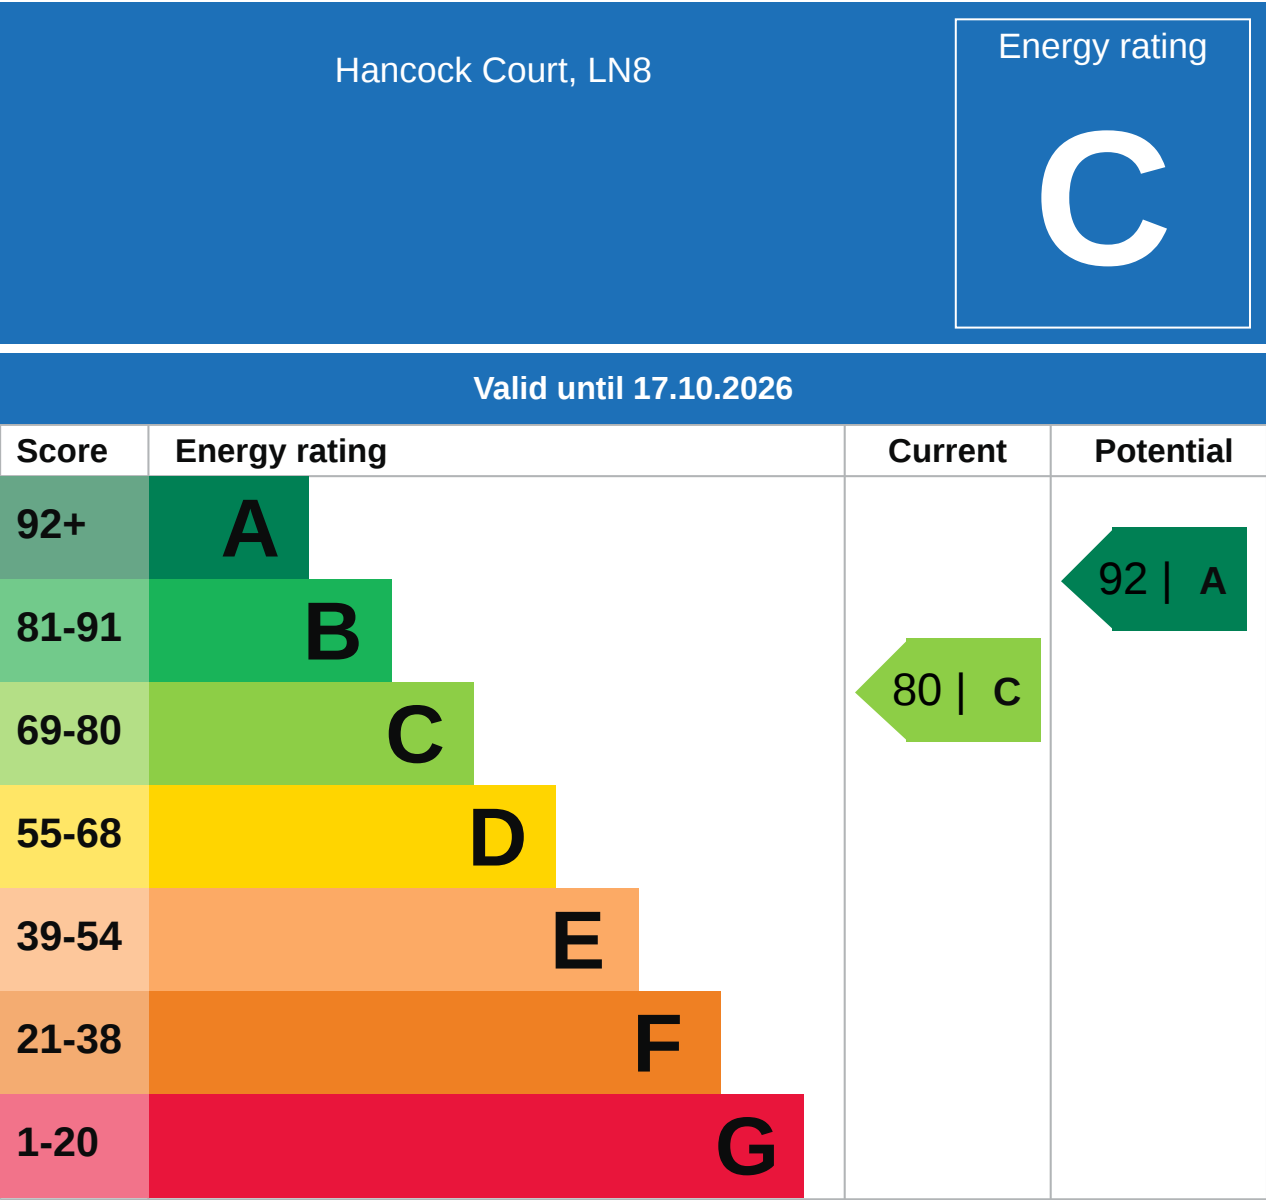 Hancock Court, LN8
Energy rating
C
Valid until 17.10.2026
Score Energy rating Current Potential
92+ A
92 | A
81-91 B
80 | C
69-80 C
55-68 D
39-54 E
21-38 F
1-20 G